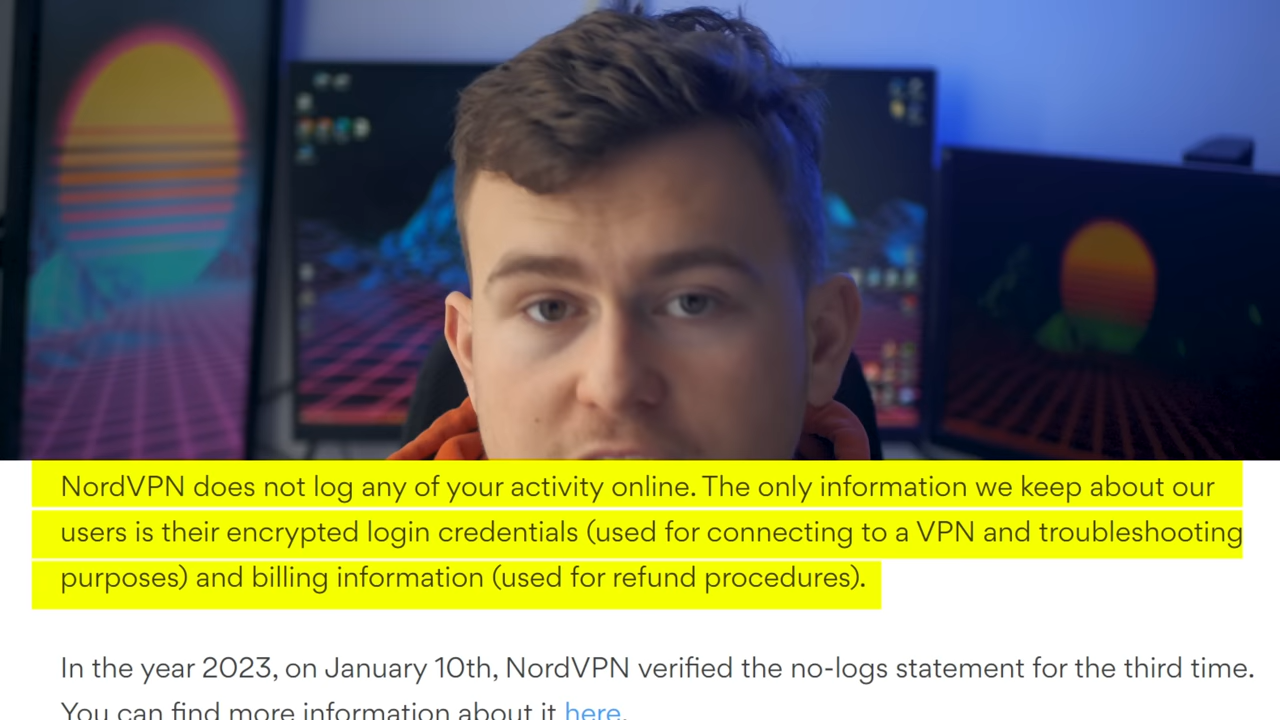 NordVPN does not log any of your activity online. The only information we keep about our
users is their encrypted login credentials (used for connecting to a VPN and troubleshooting
purposes) and billing information (used for refund procedures).
In the year 2023, on January 10th, NordVPN verified the no-logs statement for the third time.
You can find more information about it here.